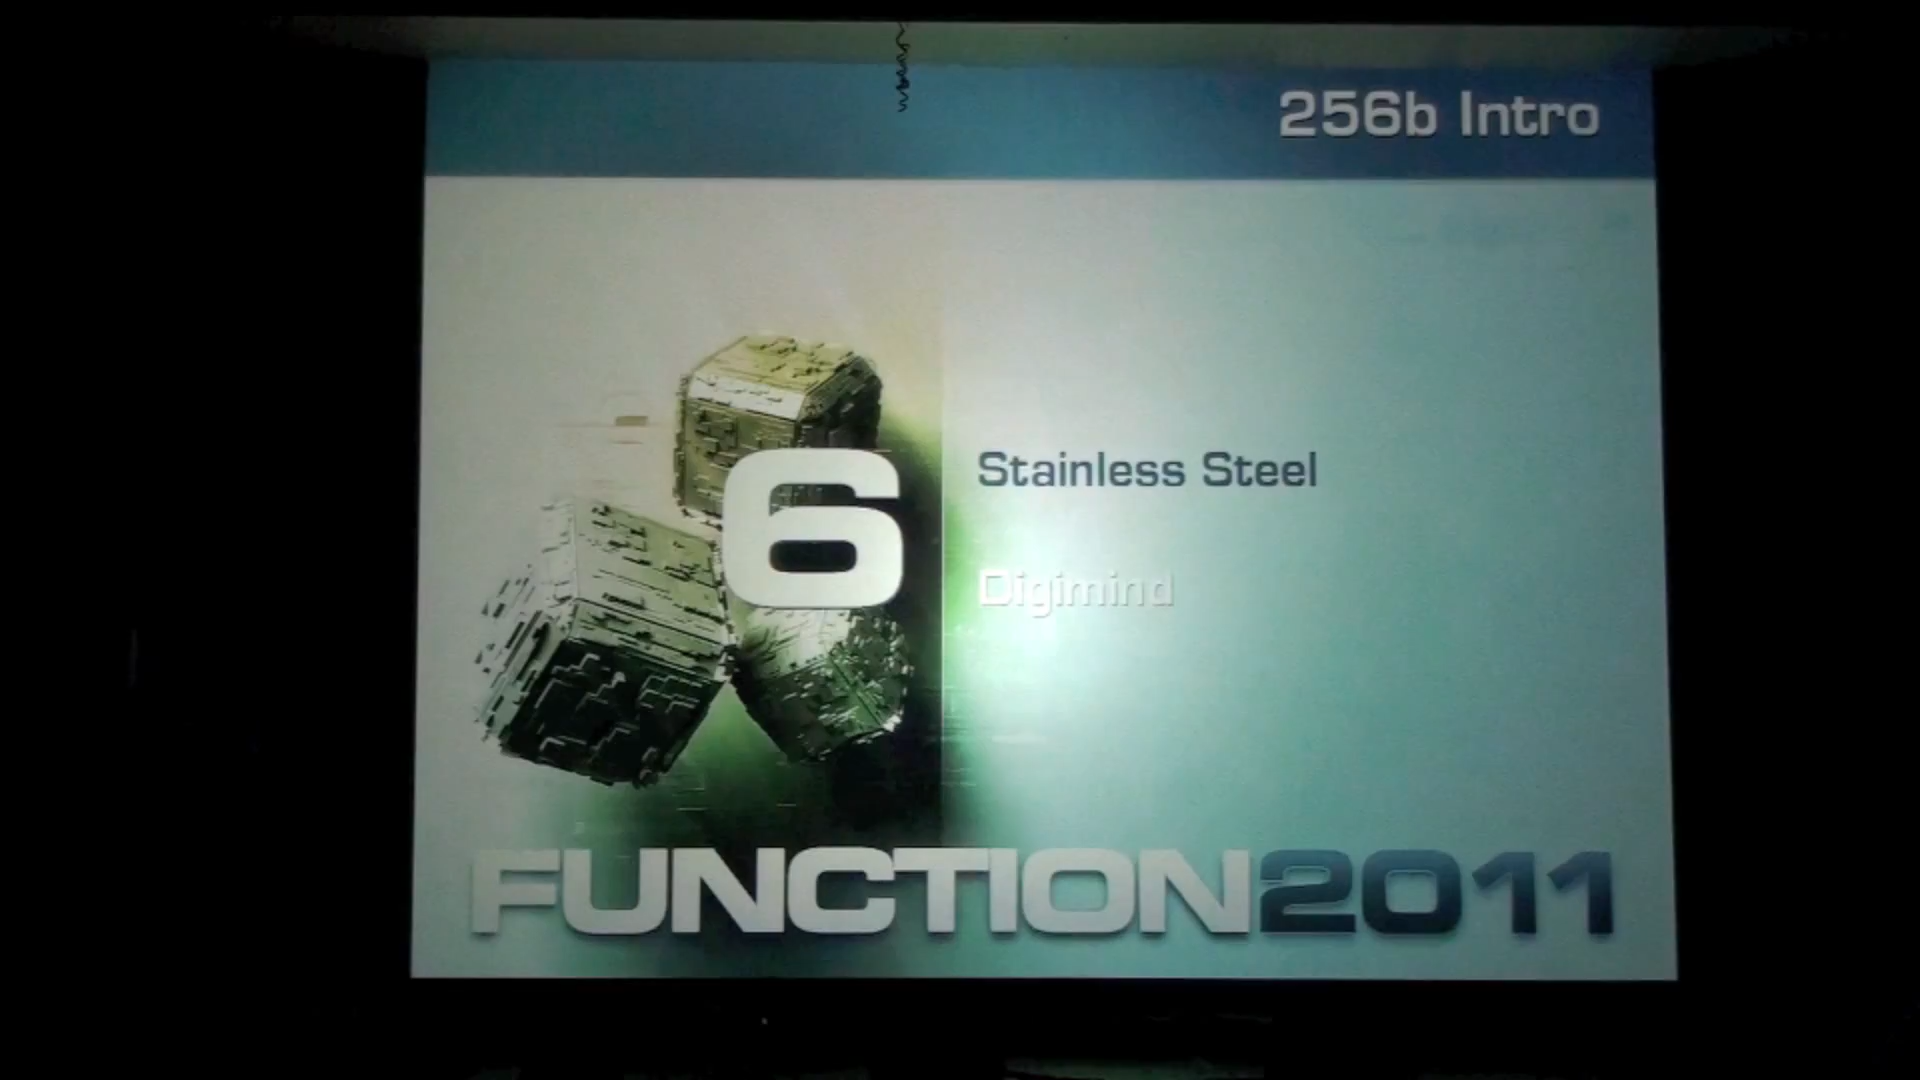 256b Intro
6
Stainless Steel
Digimind
FUNCTION2011